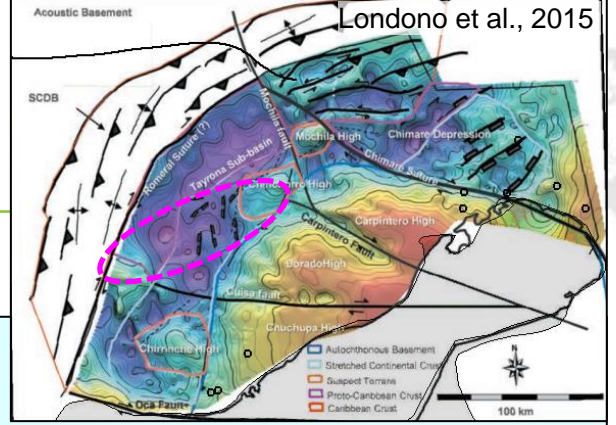 Londono et al., 2015
Acoustic Basement
SCDB
Mochila fault
Romeral Suture (?)
Tayrona Sub-basin
Mochila High
Chimare Depression
Chimare Suture
High
Carpintero High
Carpintero Fault
Dorado High
Cuisa fault
Chuchupa High
Chirrinche High
Oca Fault
Autochthonous Basement
Stretched Continental Crust
Suspect Terrane
Proto-Caribbean Crust
Caribbean Crust
N
100 km